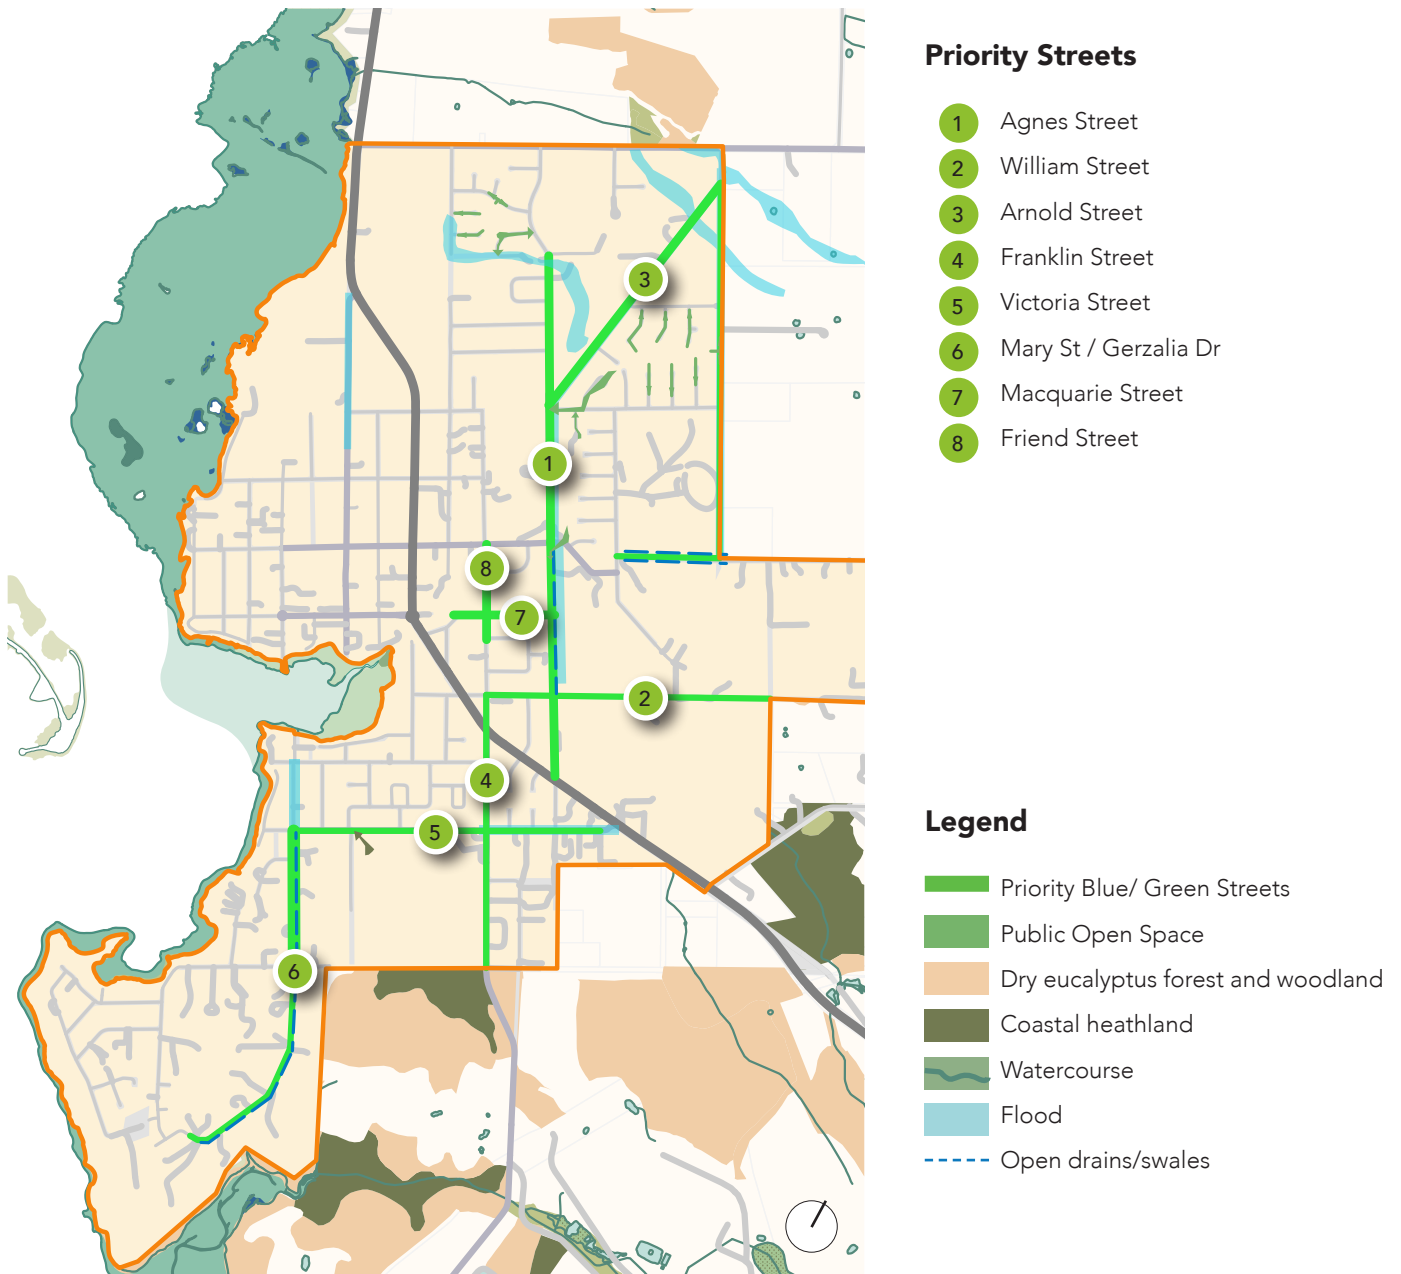 Priority Streets
1 Agnes Street
2 William Street
3 Arnold Street
4 Franklin Street
5 Victoria Street
6 Mary St / Gerzalia Dr
7 Macquarie Street
8 Friend Street
3
1
8
7
2
4
5
6
Legend
Priority Blue/ Green Streets
Public Open Space
Dry eucalyptus forest and woodland
Coastal heathland
Watercourse
Flood
Open drains/swales